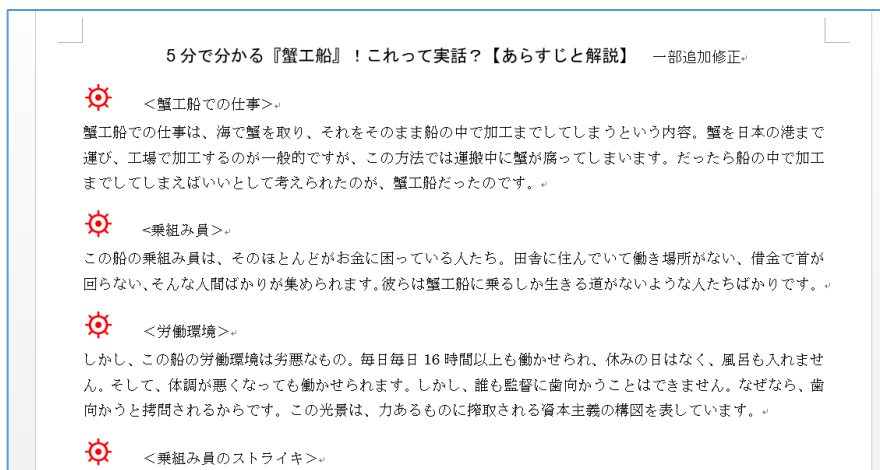 5分で分かる『蟹工船』！これって実話？【あらすじと解説】　一部追加修正
＜蟹工船での仕事＞
蟹工船での仕事は、海で蟹を取り、それをそのまま船の中で加工までしてしまうという内容。蟹を日本の港まで
運び、工場で加工するのが一般的ですが、この方法では運搬中に蟹が腐ってしまいます。だったら船の中で加工
までしてしまえばいいとして考えられたのが、蟹工船だったのです。
<乗組み員＞
この船の乗組み員は、そのほとんどがお金に困っている人たち。田舎に住んでいて働き場所がない、借金で首が
回らない、そんな人間ばかりが集められます。彼らは蟹工船に乗るしか生きる道がないような人たちばかりです。
＜労働環境＞
しかし、この船の労働環境は劣悪なもの。毎日毎日 16 時間以上も働かせられ、休みの日はなく、風呂も入れませ
ん。そして、体調が悪くなっても働かせられます。しかし、誰も監督に歯向かうことはできません。なぜなら、歯
向かうと拷問されるからです。この光景は、力あるものに搾取される資本主義の構図を表しています。
＜乗組み員のストライキ＞